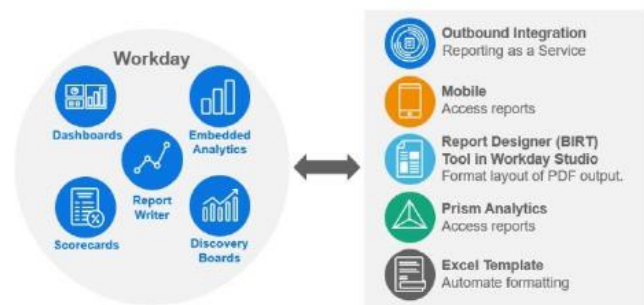 Workday
Dashboards
Embedded
Analytics
Report
Writer
Scorecards
Discovery
Boards
Outbound Integration
Reporting as a Service
Mobile
Access reports
Report Designer (BIRT)
Tool in Workday Studio
Format layout of PDF output.
Prism Analytics
Access reports
Excel Template
Automate formatting